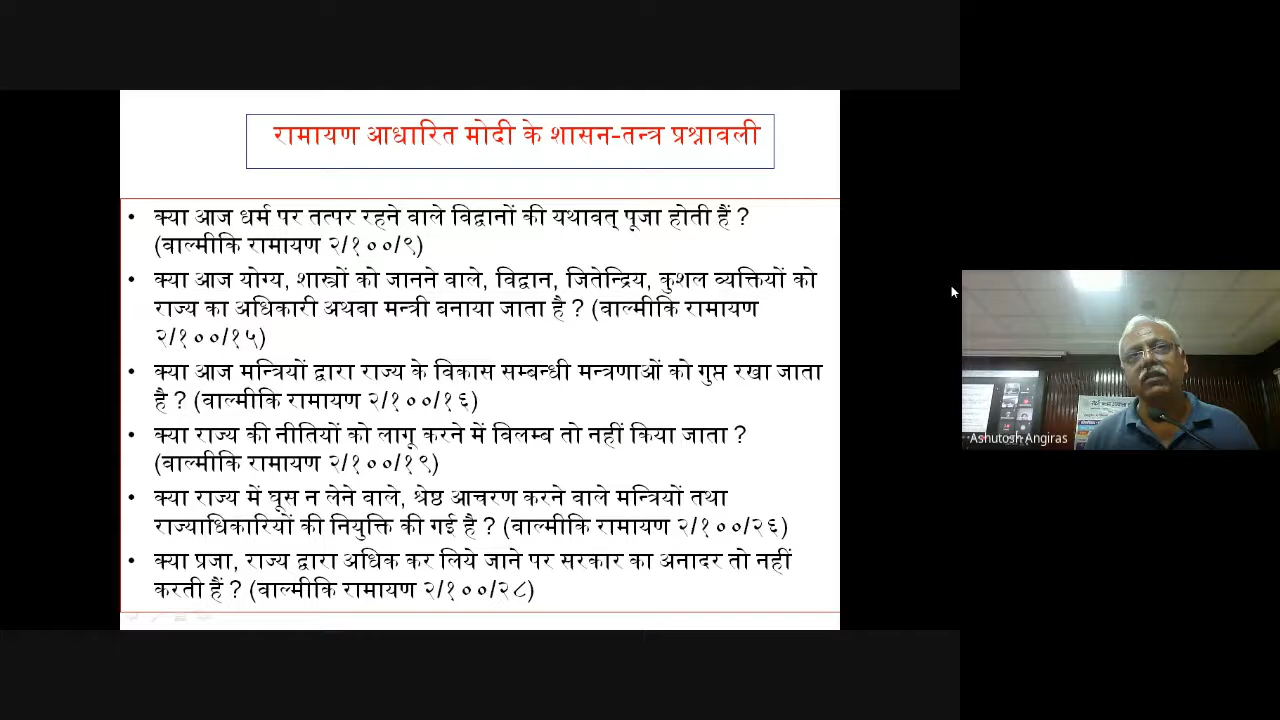 रामायण आधारित मोदी के शासन-तन्त्र प्रश्नावली
• क्या आज धर्म पर तत्पर रहने वाले विद्वानों की यथावत् पूजा होती हैं ?
(वाल्मीकि रामायण २/१००/९)
• क्या आज योग्य, शास्त्रों को जानने वाले, विद्वान, जितेन्द्रिय, कुशल व्यक्तियों को
राज्य का अधिकारी अथवा मन्त्री बनाया जाता है ? (वाल्मीकि रामायण
२/१००/१५)
• क्या आज मन्त्रियों द्वारा राज्य के विकास सम्बन्धी मन्त्रणाओं को गुप्त रखा जाता
है ? (वाल्मीकि रामायण २/१००/१६)
• क्या राज्य की नीतियों को लागू करने में विलम्ब तो नहीं किया जाता ?
(वाल्मीकि रामायण २/१००/१९)
• क्या राज्य में घूस न लेने वाले, श्रेष्ठ आचरण करने वाले मन्त्रियों तथा
राज्याधिकारियों की नियुक्ति की गई है ? (वाल्मीकि रामायण २/१००/२६)
• क्या प्रजा, राज्य द्वारा अधिक कर लिये जाने पर सरकार का अनादर तो नहीं
करती हैं ? (वाल्मीकि रामायण २/१००/२८)
Ashutosh Angiras